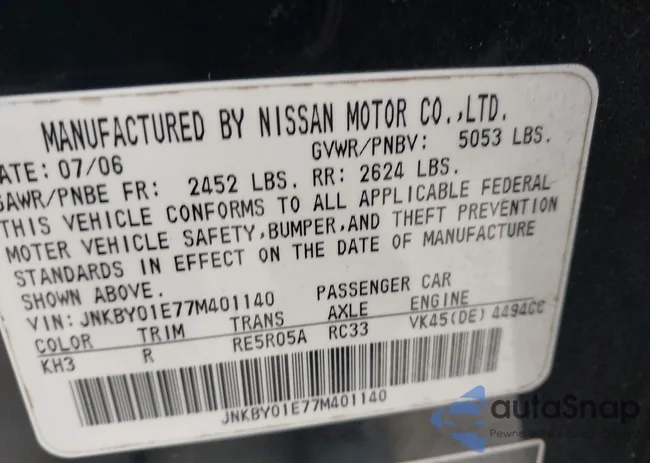 MANUFACTURED BY NISSAN MOTOR CO.,LTD.
ATE: 07/06 GVWR/PNBV: 5053 LBS.
GAWR/PNBE FR: 2452 LBS. RR: 2624 LBS.
THIS VEHICLE CONFORMS TO ALL APPLICABLE FEDERAL
MOTER VEHICLE SAFETY,BUMPER,AND THEFT PREVENTION
STANDARDS IN EFFECT ON THE DATE OF MANUFACTURE
SHOWN ABOVE.
VIN: JNKBY01E77M401140 PASSENGER CAR
COLOR TRIM TRANS AXLE ENGINE
KH3 R RE5R05A RC33 VK45(DE) 4494CC
JNKBY01E77M401140
autoSnap